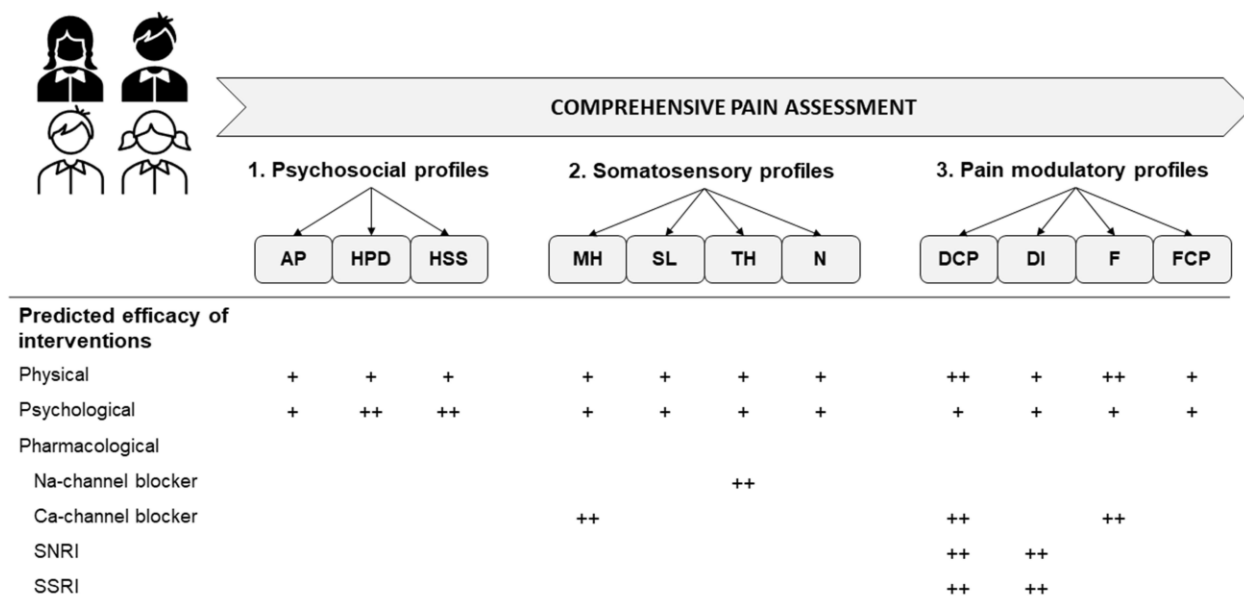 COMPREHENSIVE PAIN ASSESSMENT
1. Psychosocial profiles 2. Somatosensory profiles 3. Pain modulatory profiles
AP HPD HSS MH SL TH N DCP DI F FCP
Predicted efficacy of
interventions
Physical + + + + + + + ++ + ++ +
Psychological + ++ ++ + + + + + + + +
Pharmacological
Na-channel blocker ++
Ca-channel blocker ++ ++ ++
SNRI ++ ++
SSRI ++ ++